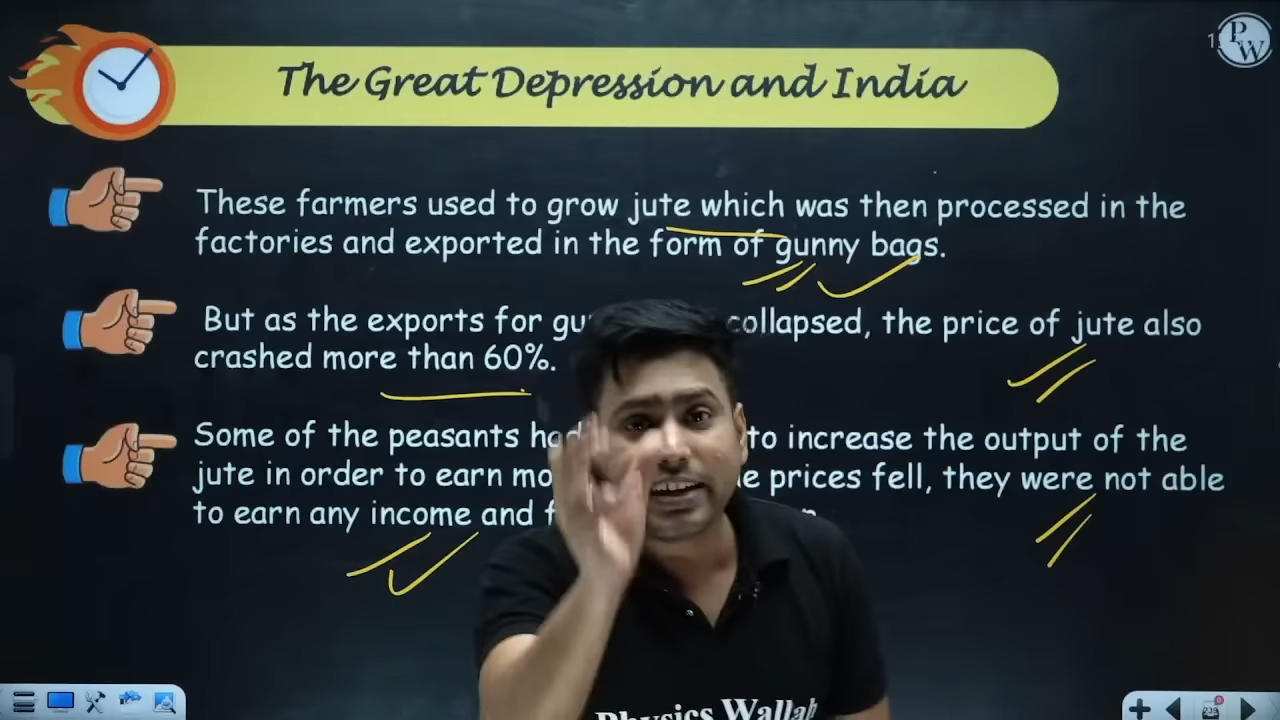 The Great Depression and India
PW
These farmers used to grow jute which was then processed in the
factories and exported in the form of gunny bags.
But as the exports for collapsed, the price of jute also
crashed more than 60%.
Some of the peasants had to increase the output of the
jute in order to earn prices fell, they were not able
to earn any income and
Physics Wallah